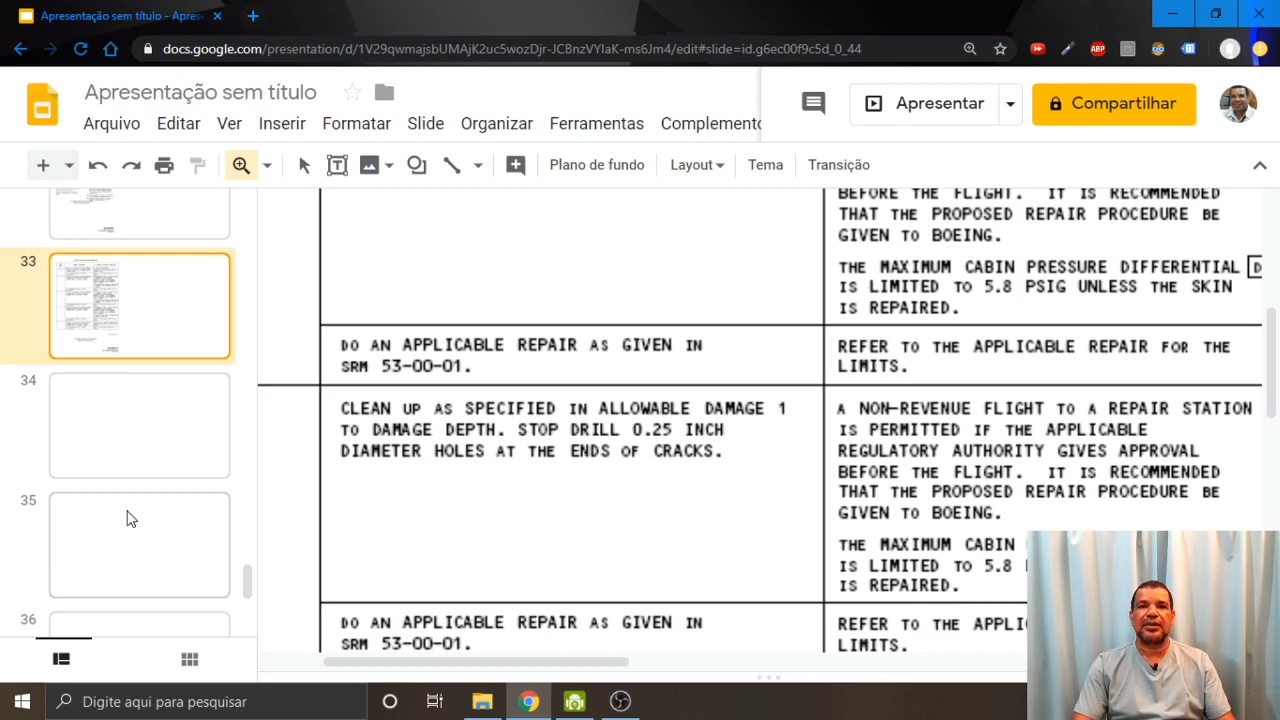 Apresentação sem título - Aprese
docs.google.com/presentation/d/1V29qwmajsbUMAjK2uc5wozDjr-JCBnzVYlaK-ms6Jm4/edit#slide=id.g6ec00f9c5d_0_44
ABP
Apresentação sem título
Apresentar
Compartilhar
Arquivo Editar Ver Inserir Formatar Slide Organizar Ferramentas Complemento
Plano de fundo Layout Tema Transição
33
34
35
36
BEFORE THE FLIGHT. IT IS RECOMMENDED
THAT THE PROPOSED REPAIR PROCEDURE BE
GIVEN TO BOEING.
THE MAXIMUM CABIN PRESSURE DIFFERENTIAL
IS LIMITED TO 5.8 PSIG UNLESS THE SKIN
IS REPAIRED.
DO AN APPLICABLE REPAIR AS GIVEN IN
SRM 53-00-01.
REFER TO THE APPLICABLE REPAIR FOR THE
LIMITS.
CLEAN UP AS SPECIFIED IN ALLOWABLE DAMAGE 1
TO DAMAGE DEPTH. STOP DRILL 0.25 INCH
DIAMETER HOLES AT THE ENDS OF CRACKS.
A NON-REVENUE FLIGHT TO A REPAIR STATION
IS PERMITTED IF THE APPLICABLE
REGULATORY AUTHORITY GIVES APPROVAL
BEFORE THE FLIGHT. IT IS RECOMMENDED
THAT THE PROPOSED REPAIR PROCEDURE BE
GIVEN TO BOEING.
THE MAXIMUM CABIN
IS LIMITED TO 5.8
IS REPAIRED.
DO AN APPLICABLE REPAIR AS GIVEN IN
SRM 53-00-01.
REFER TO THE APPLI
LIMITS.
Digite aqui para pesquisar